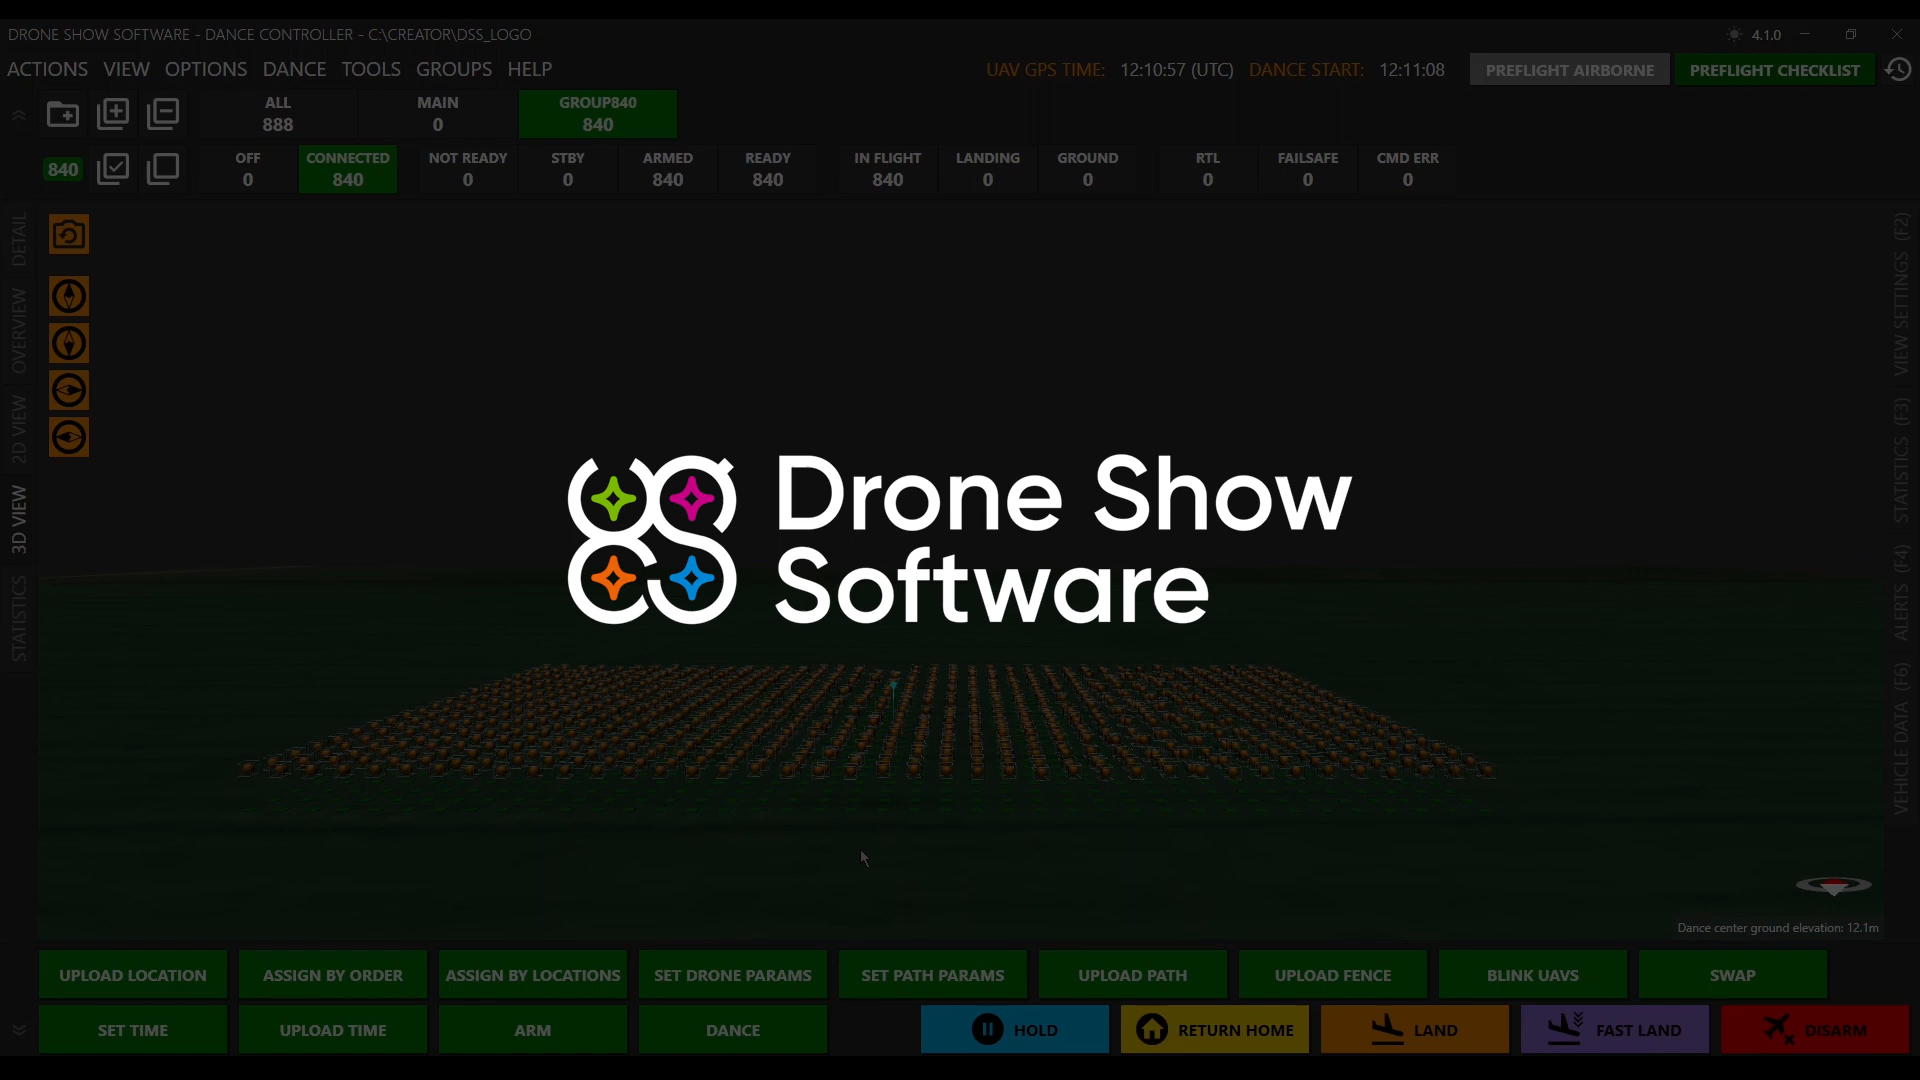 DRONE SHOW SOFTWARE - DANCE CONTROLLER - C:\CREATOR\DSS_LOGO
4.1.0
ACTIONS VIEW OPTIONS DANCE TOOLS GROUPS HELP
UAV GPS TIME: 12:10:57 (UTC) DANCE START: 12:11:08
PREFLIGHT AIRBORNE
PREFLIGHT CHECKLIST
ALL
888
MAIN
0
GROUP840
840
840
OFF
0
CONNECTED
840
NOT READY
0
STBY
0
ARMED
840
READY
840
IN FLIGHT
840
LANDING
0
GROUND
0
RTL
0
FAILSAFE
0
CMD ERR
0
DETAIL
OVERVIEW
2D VIEW
3D VIEW
STATISTICS
VIEW SETTINGS (F2)
STATISTICS (F3)
ALERTS (F4)
VEHICLE DATA (F6)
Drone Show
Software
Dance center ground elevation: 12.1m
UPLOAD LOCATION
ASSIGN BY ORDER
ASSIGN BY LOCATIONS
SET DRONE PARAMS
SET PATH PARAMS
UPLOAD PATH
UPLOAD FENCE
BLINK UAVS
SWAP
SET TIME
UPLOAD TIME
ARM
DANCE
HOLD
RETURN HOME
LAND
FAST LAND
DISARM